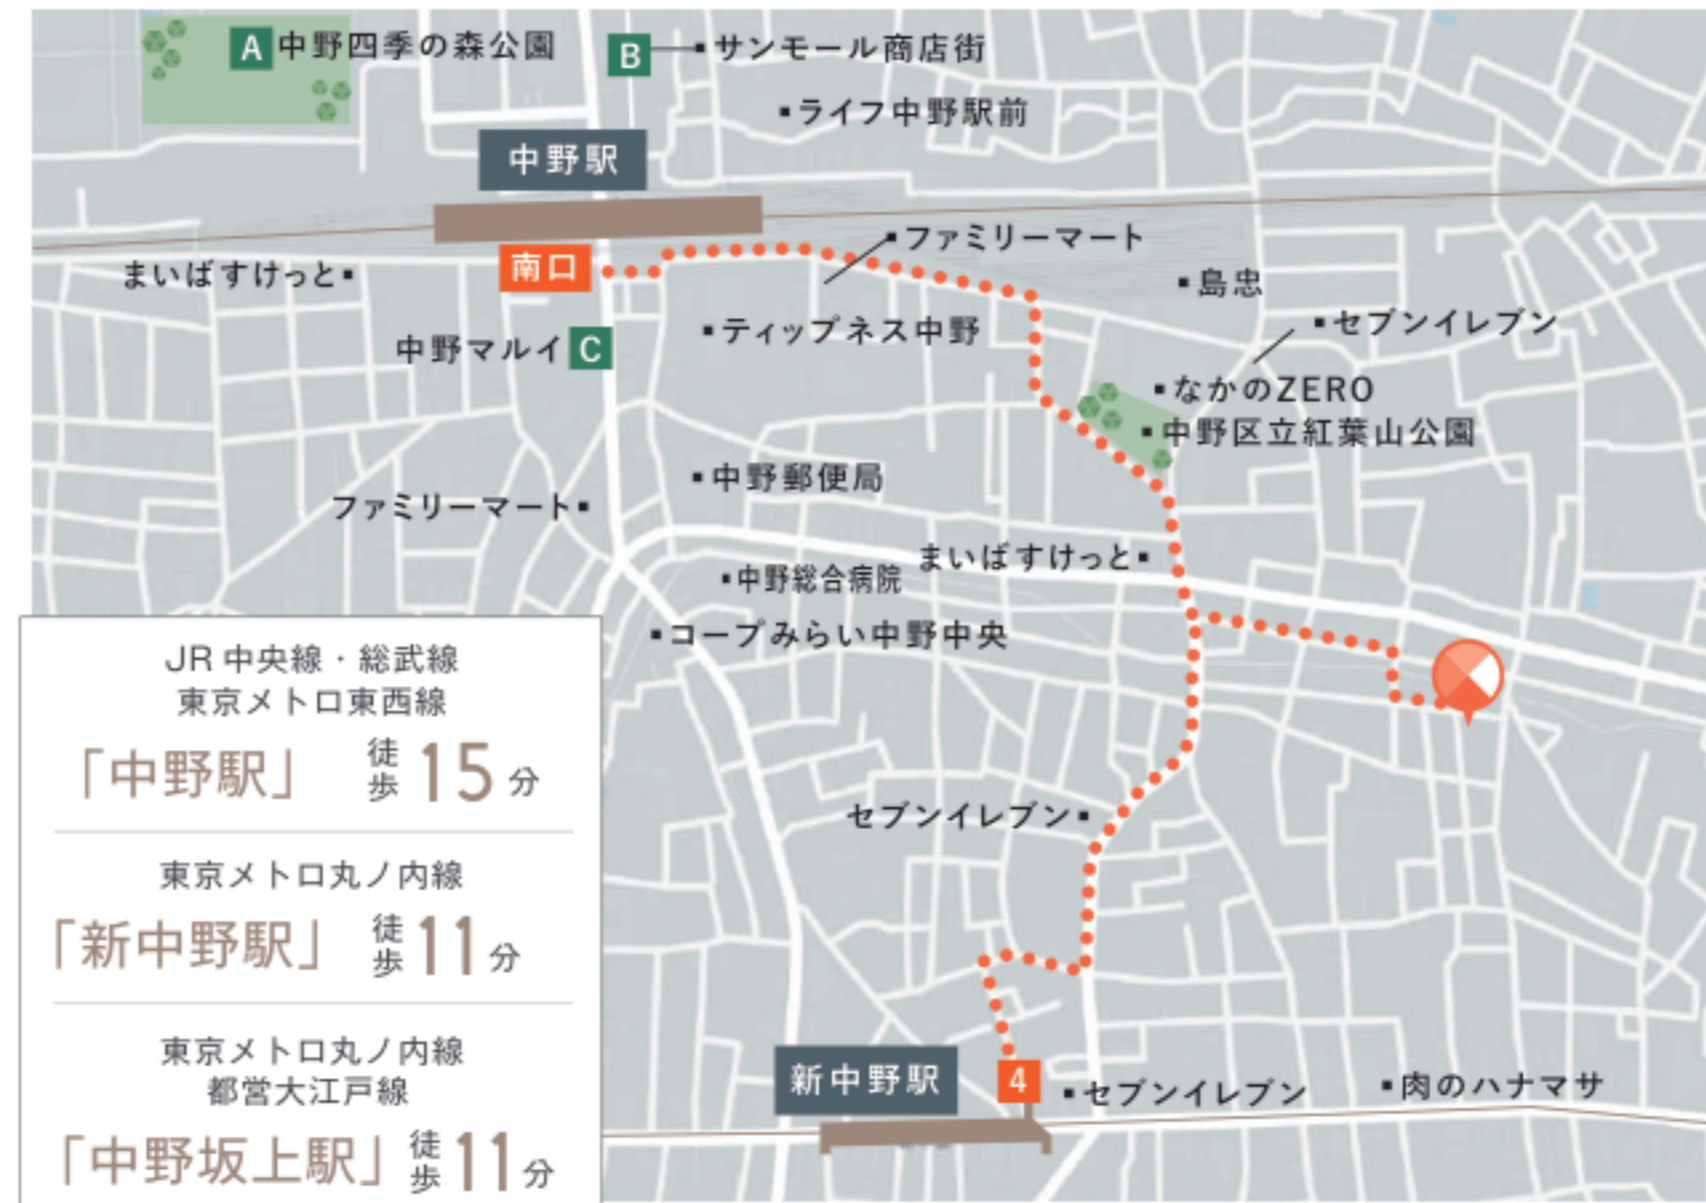 A 中野四季の森公園
B サンモール商店街
ライフ中野駅前
中野駅
ファミリーマート
南口
まいばすけっと
島忠
セブンイレブン
ティップネス中野
中野マルイ C
なかのZERO
中野区立紅葉山公園
中野郵便局
ファミリーマート
まいばすけっと
中野総合病院
コープみらい中野中央
セブンイレブン
新中野駅
4
セブンイレブン
肉のハナマサ
JR中央線・総武線
東京メトロ東西線
「中野駅」 徒歩15分
東京メトロ丸ノ内線
「新中野駅」 徒歩11分
東京メトロ丸ノ内線
都営大江戸線
「中野坂上駅」 徒歩11分